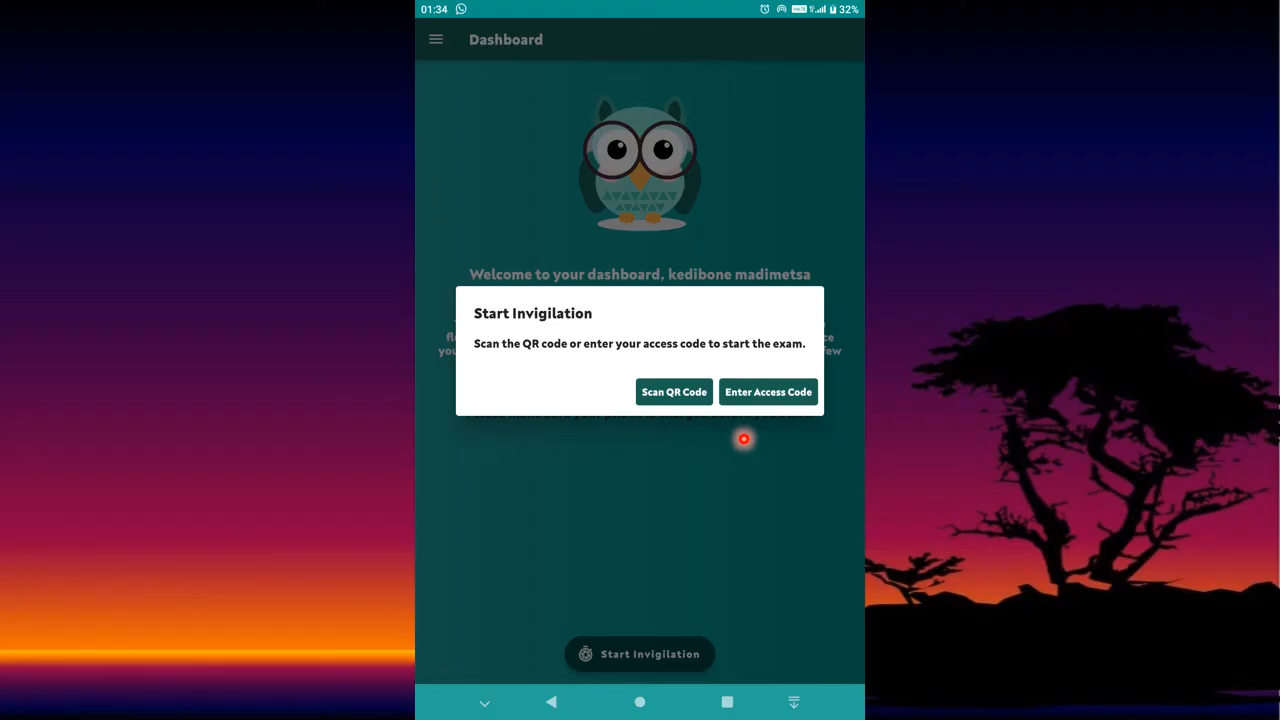 01:34
32%
Dashboard
Welcome to your dashboard, kedibone madimetsa
Start Invigilation
Scan the QR code or enter your access code to start the exam.
Scan QR Code
Enter Access Code
Start Invigilation